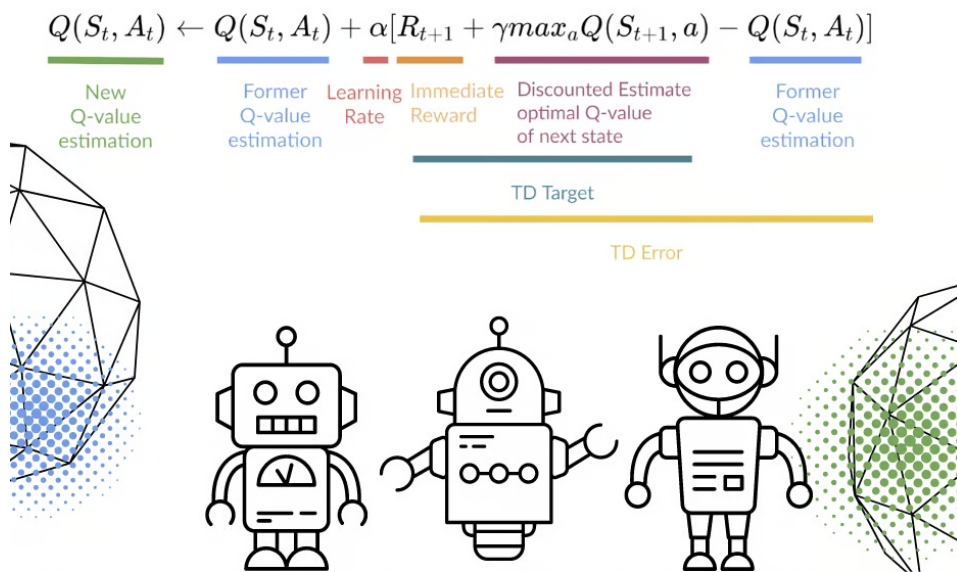 Q(S_t, A_t) ← Q(S_t, A_t) + α[R_{t+1} + γmax_aQ(S_{t+1}, a) − Q(S_t, A_t)]
New
Q-value
estimation
Former
Q-value
estimation
Learning
Rate
Immediate
Reward
Discounted Estimate
optimal Q-value
of next state
Former
Q-value
estimation
TD Target
TD Error